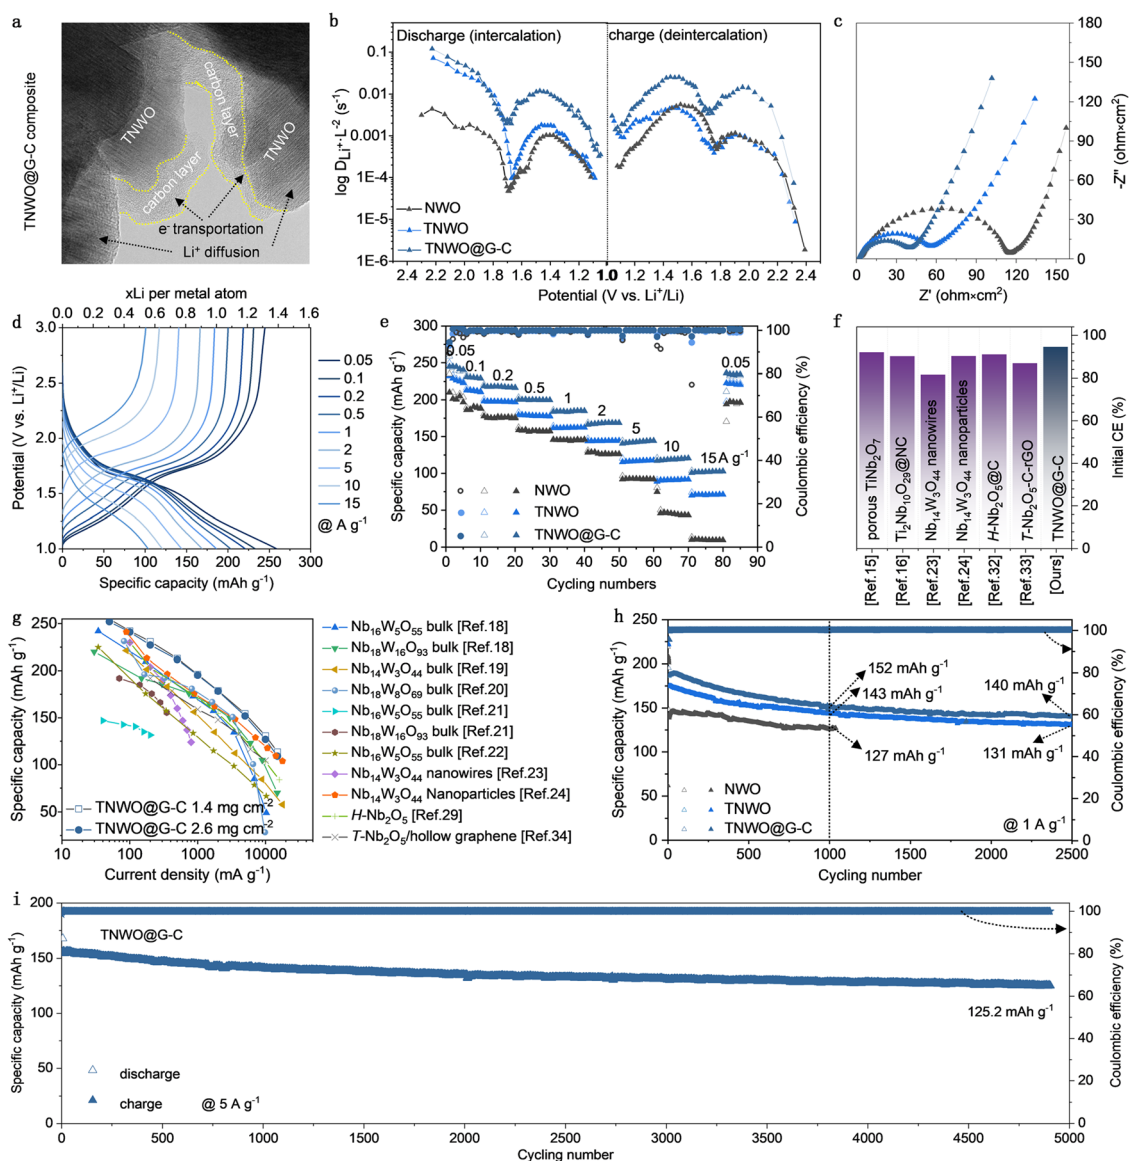 a
TNWO@G-C composite
TNWO
carbon layer
TNWO
carbon layer
e⁻ transportation
Li⁺ diffusion
b
Discharge (intercalation)
charge (deintercalation)
log D_Li⁺·L⁻² (s⁻¹)
0.1
0.01
0.001
1E-4
1E-5
1E-6
NWO
TNWO
TNWO@G-C
2.4 2.2 2.0 1.8 1.6 1.4 1.2 1.0 1.2 1.4 1.6 1.8 2.0 2.2 2.4
Potential (V vs. Li⁺/Li)
c
180
150
120
90
60
30
0
-Z'' (ohm×cm²)
0 30 60 90 120 150
Z' (ohm×cm²)
d
xLi per metal atom
0.0 0.2 0.4 0.6 0.8 1.0 1.2 1.4 1.6
Potential (V vs. Li⁺/Li)
3.0
2.5
2.0
1.5
1.0
0 50 100 150 200 250 300
Specific capacity (mAh g⁻¹)
0.05
0.1
0.2
0.5
1
2
5
10
15
@ A g⁻¹
e
Specific capacity (mAh g⁻¹)
300
250
200
150
100
50
0
0.05
0.1
0.2
0.5
1
2
5
10
15 A g⁻¹
0.05
NWO
TNWO
TNWO@G-C
100
80
60
40
20
0
Coulombic efficiency (%)
0 10 20 30 40 50 60 70 80 90
Cycling numbers
f
porous TiNb₂O₇
Ti₂Nb₁₀O₂₉@NC
Nb₁₄W₃O₄₄ nanowires
Nb₁₄W₃O₄₄ nanoparticles
H-Nb₂O₅@C
T-Nb₂O₅-C-rGO
TNWO@G-C
[Ref.15]
[Ref.16]
[Ref.23]
[Ref.24]
[Ref.32]
[Ref.33]
[Ours]
100
80
60
40
20
0
Initial CE (%)
g
Specific capacity (mAh g⁻¹)
250
200
150
100
50
TNWO@G-C 1.4 mg cm⁻²
TNWO@G-C 2.6 mg cm⁻²
10 100 1000 10000
Current density (mA g⁻¹)
Nb₁₆W₅O₅₅ bulk [Ref.18]
Nb₁₈W₁₆O₉₃ bulk [Ref.18]
Nb₁₄W₃O₄₄ bulk [Ref.19]
Nb₁₈W₈O₆₉ bulk [Ref.20]
Nb₁₆W₅O₅₅ bulk [Ref.21]
Nb₁₈W₁₆O₉₃ bulk [Ref.21]
Nb₁₆W₅O₅₅ bulk [Ref.22]
Nb₁₄W₃O₄₄ nanowires [Ref.23]
Nb₁₄W₃O₄₄ Nanoparticles [Ref.24]
H-Nb₂O₅ [Ref.29]
T-Nb₂O₅/hollow graphene [Ref.34]
h
Specific capacity (mAh g⁻¹)
250
200
150
100
50
0
152 mAh g⁻¹
143 mAh g⁻¹
127 mAh g⁻¹
140 mAh g⁻¹
131 mAh g⁻¹
NWO
TNWO
TNWO@G-C
@ 1 A g⁻¹
100
80
60
40
20
0
Coulombic efficiency (%)
0 500 1000 1500 2000 2500
Cycling number
i
Specific capacity (mAh g⁻¹)
200
150
100
50
0
TNWO@G-C
125.2 mAh g⁻¹
discharge
charge @ 5 A g⁻¹
100
80
60
40
20
0
Coulombic efficiency (%)
0 500 1000 1500 2000 2500 3000 3500 4000 4500 5000
Cycling number